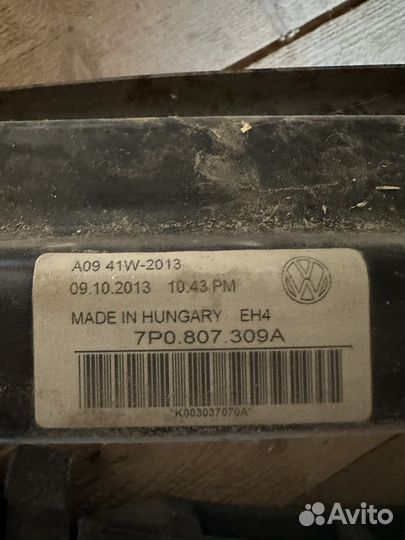 A09 41W-2013
09.10.2013 10:43 PM
MADE IN HUNGARY EH4
7P0.807.309A
*K003037070A*
Avito